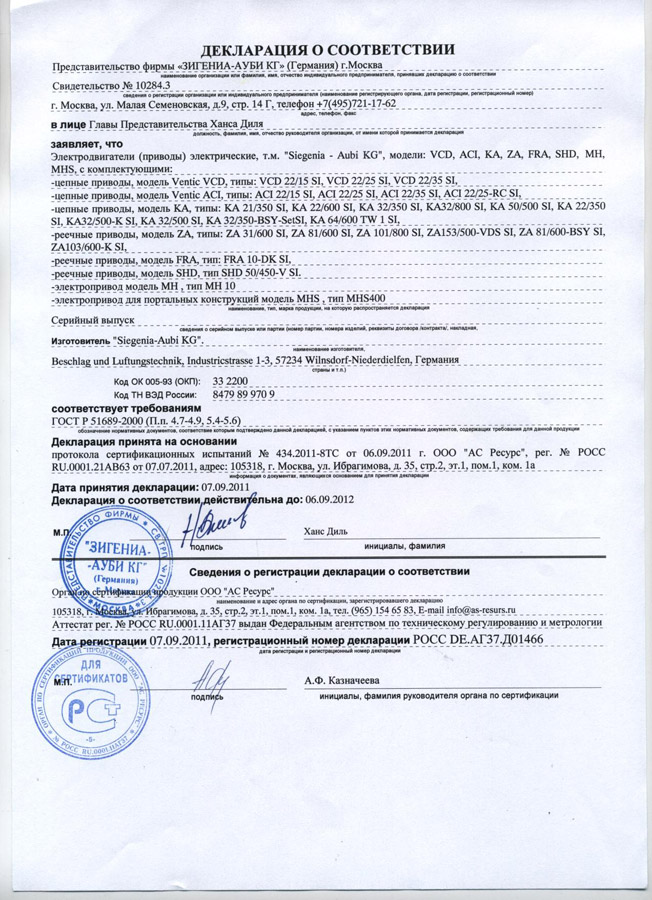 ДЕКЛАРАЦИЯ О СООТВЕТСТВИИ
Представительство фирмы «ЗИГЕНИА-АУБИ КГ» (Германия) г.Москва
наименование организации или фамилия, имя, отчество индивидуального предпринимателя, принявших декларацию о соответствии
Свидетельство № 10284.3
сведения о регистрации организации или индивидуального предпринимателя (наименование регистрирующего органа, дата регистрации, регистрационный номер)
г. Москва, ул. Малая Семеновская, д.9, стр. 14 Г, телефон +7(495)721-17-62
адрес, телефон, факс
в лице Главы Представительства Ханса Диля
должность, фамилия, имя, отчество руководителя организации, от имени которой принимается декларация
заявляет, что
Электродвигатели (приводы) электрические, т.м. "Siegenia - Aubi KG", модели: VCD, ACI, KA, ZA, FRA, SHD, MH,
MHS, с комплектующими:
-цепные приводы, модель Ventic VCD, типы: VCD 22/15 SI, VCD 22/25 SI, VCD 22/35 SI,
-цепные приводы, модель Ventic ACI, типы: ACI 22/15 SI, ACI 22/25 SI, ACI 22/35 SI, ACI 22/25-RC SI,
-цепные приводы, модель KA, типы: KA 21/350 SI, KA 22/600 SI, KA 32/350 SI, KA32/800 SI, KA 50/500 SI, KA 22/350
SI, KA32/500-K SI, KA 32/500 SI, KA 32/350-BSY-SetSI, KA 64/600 TW 1 SI,
-реечные приводы, модель ZA, типы: ZA 31/600 SI, ZA 81/600 SI, ZA 101/800 SI, ZA153/500-VDS SI, ZA 81/600-BSY SI,
ZA103/600-K SI,
-реечные приводы, модель FRA, тип: FRA 10-DK SI,
-реечные приводы, модель SHD, тип SHD 50/450-V SI.
-электропривод модель MH , тип MH 10
-электропривод для портальных конструкций модель MHS , тип MHS400
наименование, тип, марка продукции, на которую распространяется декларация
Серийный выпуск
сведения о серийном выпуске или партии (номер партии, номера изделий, реквизиты договора /контракта/, накладная,
Изготовитель "Siegenia-Aubi KG".
наименование изготовителя,
Beschlag und Luftungstechnik, Industricstrasse 1-3, 57234 Wilnsdorf-Niederdielfen, Германия
страны и т.п.)
Код ОК 005-93 (ОКП): 33 2200
Код ТН ВЭД России: 8479 89 970 9
соответствует требованиям
ГОСТ Р 51689-2000 (П.п. 4.7-4.9, 5.4-5.6)
обозначение нормативных документов, соответствие которым подтверждено данной декларацией, с указанием пунктов этих нормативных документов, содержащих требования для данной продукции
Декларация принята на основании
протокола сертификационных испытаний № 434.2011-8ТС от 06.09.2011 г. ООО "АС Ресурс", рег. № РОСС
RU.0001.21АВ63 от 07.07.2011, адрес: 105318, г. Москва, ул. Ибрагимова, д. 35, стр.2, эт.1, пом.1, ком. 1а
информация о документах, являющихся основанием для декларации
Дата принятия декларации: 07.09.2011
Декларация о соответствии действительна до: 06.09.2012
М.П. Ханс Диль
подпись инициалы, фамилия
"ЗИГЕНИА-
АУБИ КГ"
(Германия)
г. Москва
Сведения о регистрации декларации о соответствии
Орган по сертификации продукции ООО "АС Ресурс"
наименование и адрес органа по сертификации, зарегистрировавшего декларацию
105318, г. Москва, ул. Ибрагимова, д. 35, стр.2, эт.1, пом.1, ком. 1а, тел. (965) 154 65 83, E-mail info@as-resurs.ru
Аттестат рег. № РОСС RU.0001.11АГ37 выдан Федеральным агентством по техническому регулированию и метрологии
Дата регистрации 07.09.2011, регистрационный номер декларации РОСС DE.АГ37.Д01466
дата регистрации и регистрационный номер декларации
М.П. А.Ф. Казначеева
подпись инициалы, фамилия руководителя органа по сертификации
ДЛЯ
СЕРТИФИКАТОВ